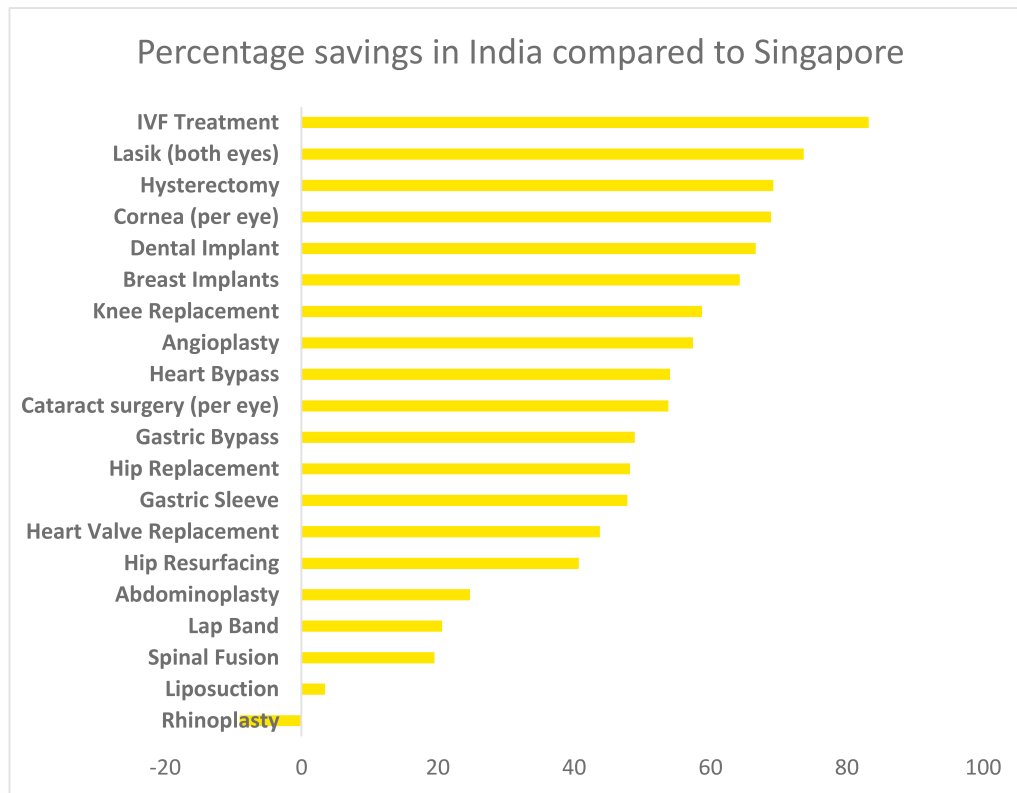 Percentage savings in India compared to Singapore
IVF Treatment
Lasik (both eyes)
Hysterectomy
Cornea (per eye)
Dental Implant
Breast Implants
Knee Replacement
Angioplasty
Heart Bypass
Cataract surgery (per eye)
Gastric Bypass
Hip Replacement
Gastric Sleeve
Heart Valve Replacement
Hip Resurfacing
Abdominoplasty
Lap Band
Spinal Fusion
Liposuction
Rhinoplasty
-20 0 20 40 60 80 100